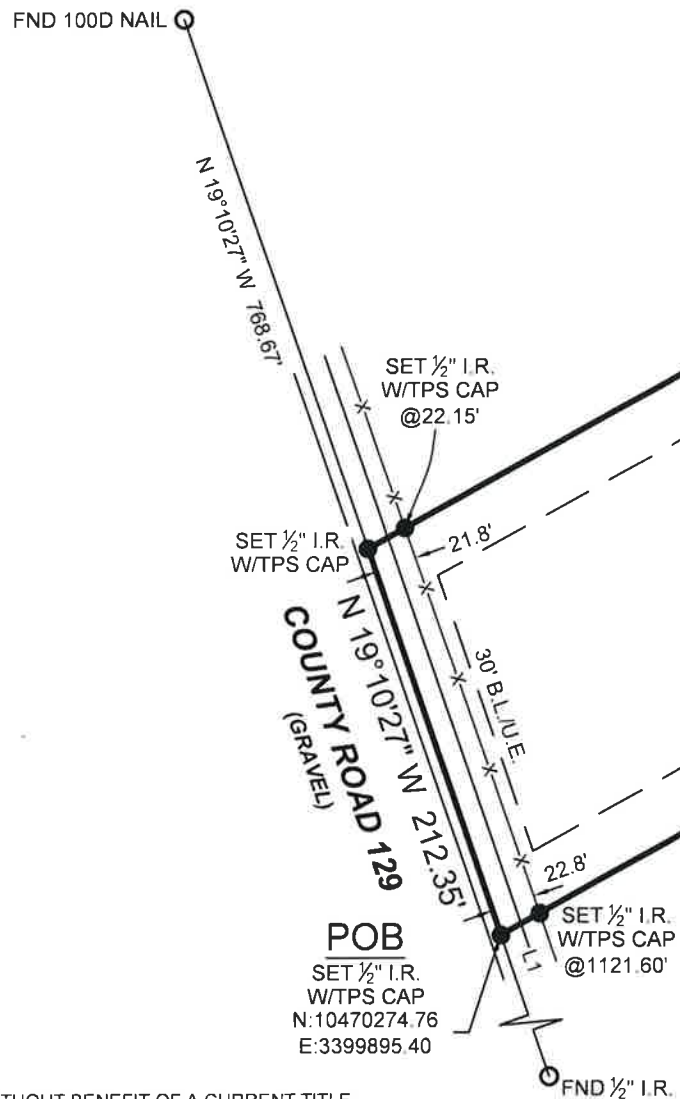 FND 100D NAIL
N 19°10'27" W 768.67'
SET ½" I.R.
W/TPS CAP
@22.15'
SET ½" I.R.
W/TPS CAP
21.8'
30' B.L./U.E.
N 19°10'27" W 212.35'
COUNTY ROAD 129
(GRAVEL)
22.8'
SET ½" I.R.
W/TPS CAP
@1121.60'
L1
POB
SET ½" I.R.
W/TPS CAP
N:10470274.76
E:3399895.40
FND ½" I.R.